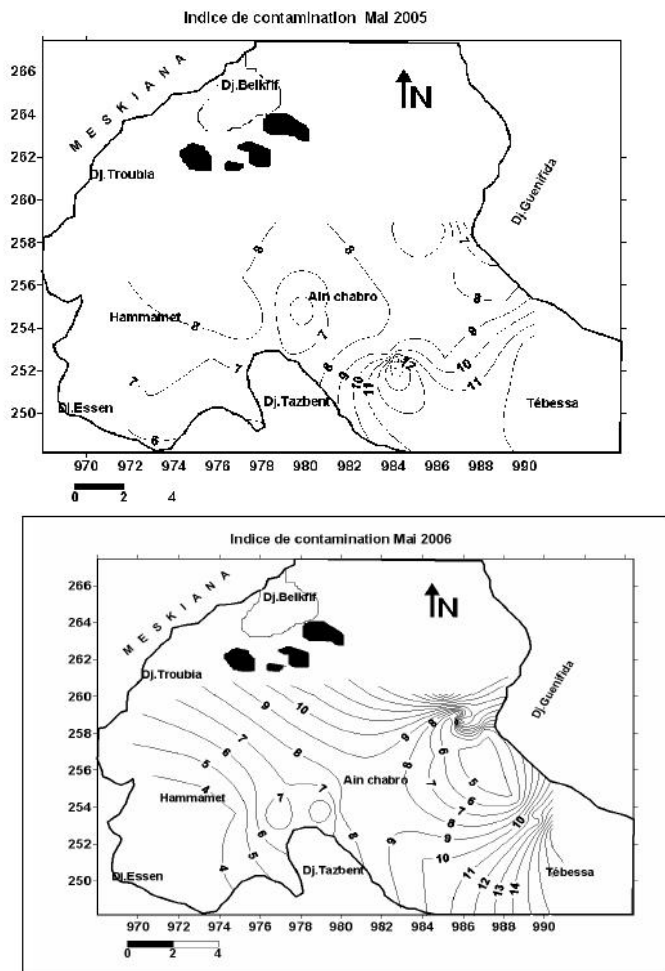 Indice de contamination Mai 2005
266
264
262
260
258
256
254
252
250
MESKIANA
Dj.Belkfif
N
Dj.Troubia
Dj.Guenifida
8
8
7
8
Ain chabro
Hammamet
8
7
9
10
11
7
7
8
9
10
11
12
Dj.Essen
Dj.Tazbent
Tébessa
6
970 972 974 976 978 980 982 984 986 988 990
0 2 4
Indice de contamination Mai 2006
266
264
262
260
258
256
254
252
250
MESKIANA
Dj.Belkfif
N
Dj.Troubia
Dj.Guenifida
9
10
8
7
9
6
8
6
5
Ain chabro
8
7
5
4
Hammamet
7
7
7
6
8
10
6
9
8
9
10
4
5
Dj.Essen
Dj.Tazbent
11
12
13
14
Tébessa
970 972 974 976 978 980 982 984 986 988 990
0 2 4